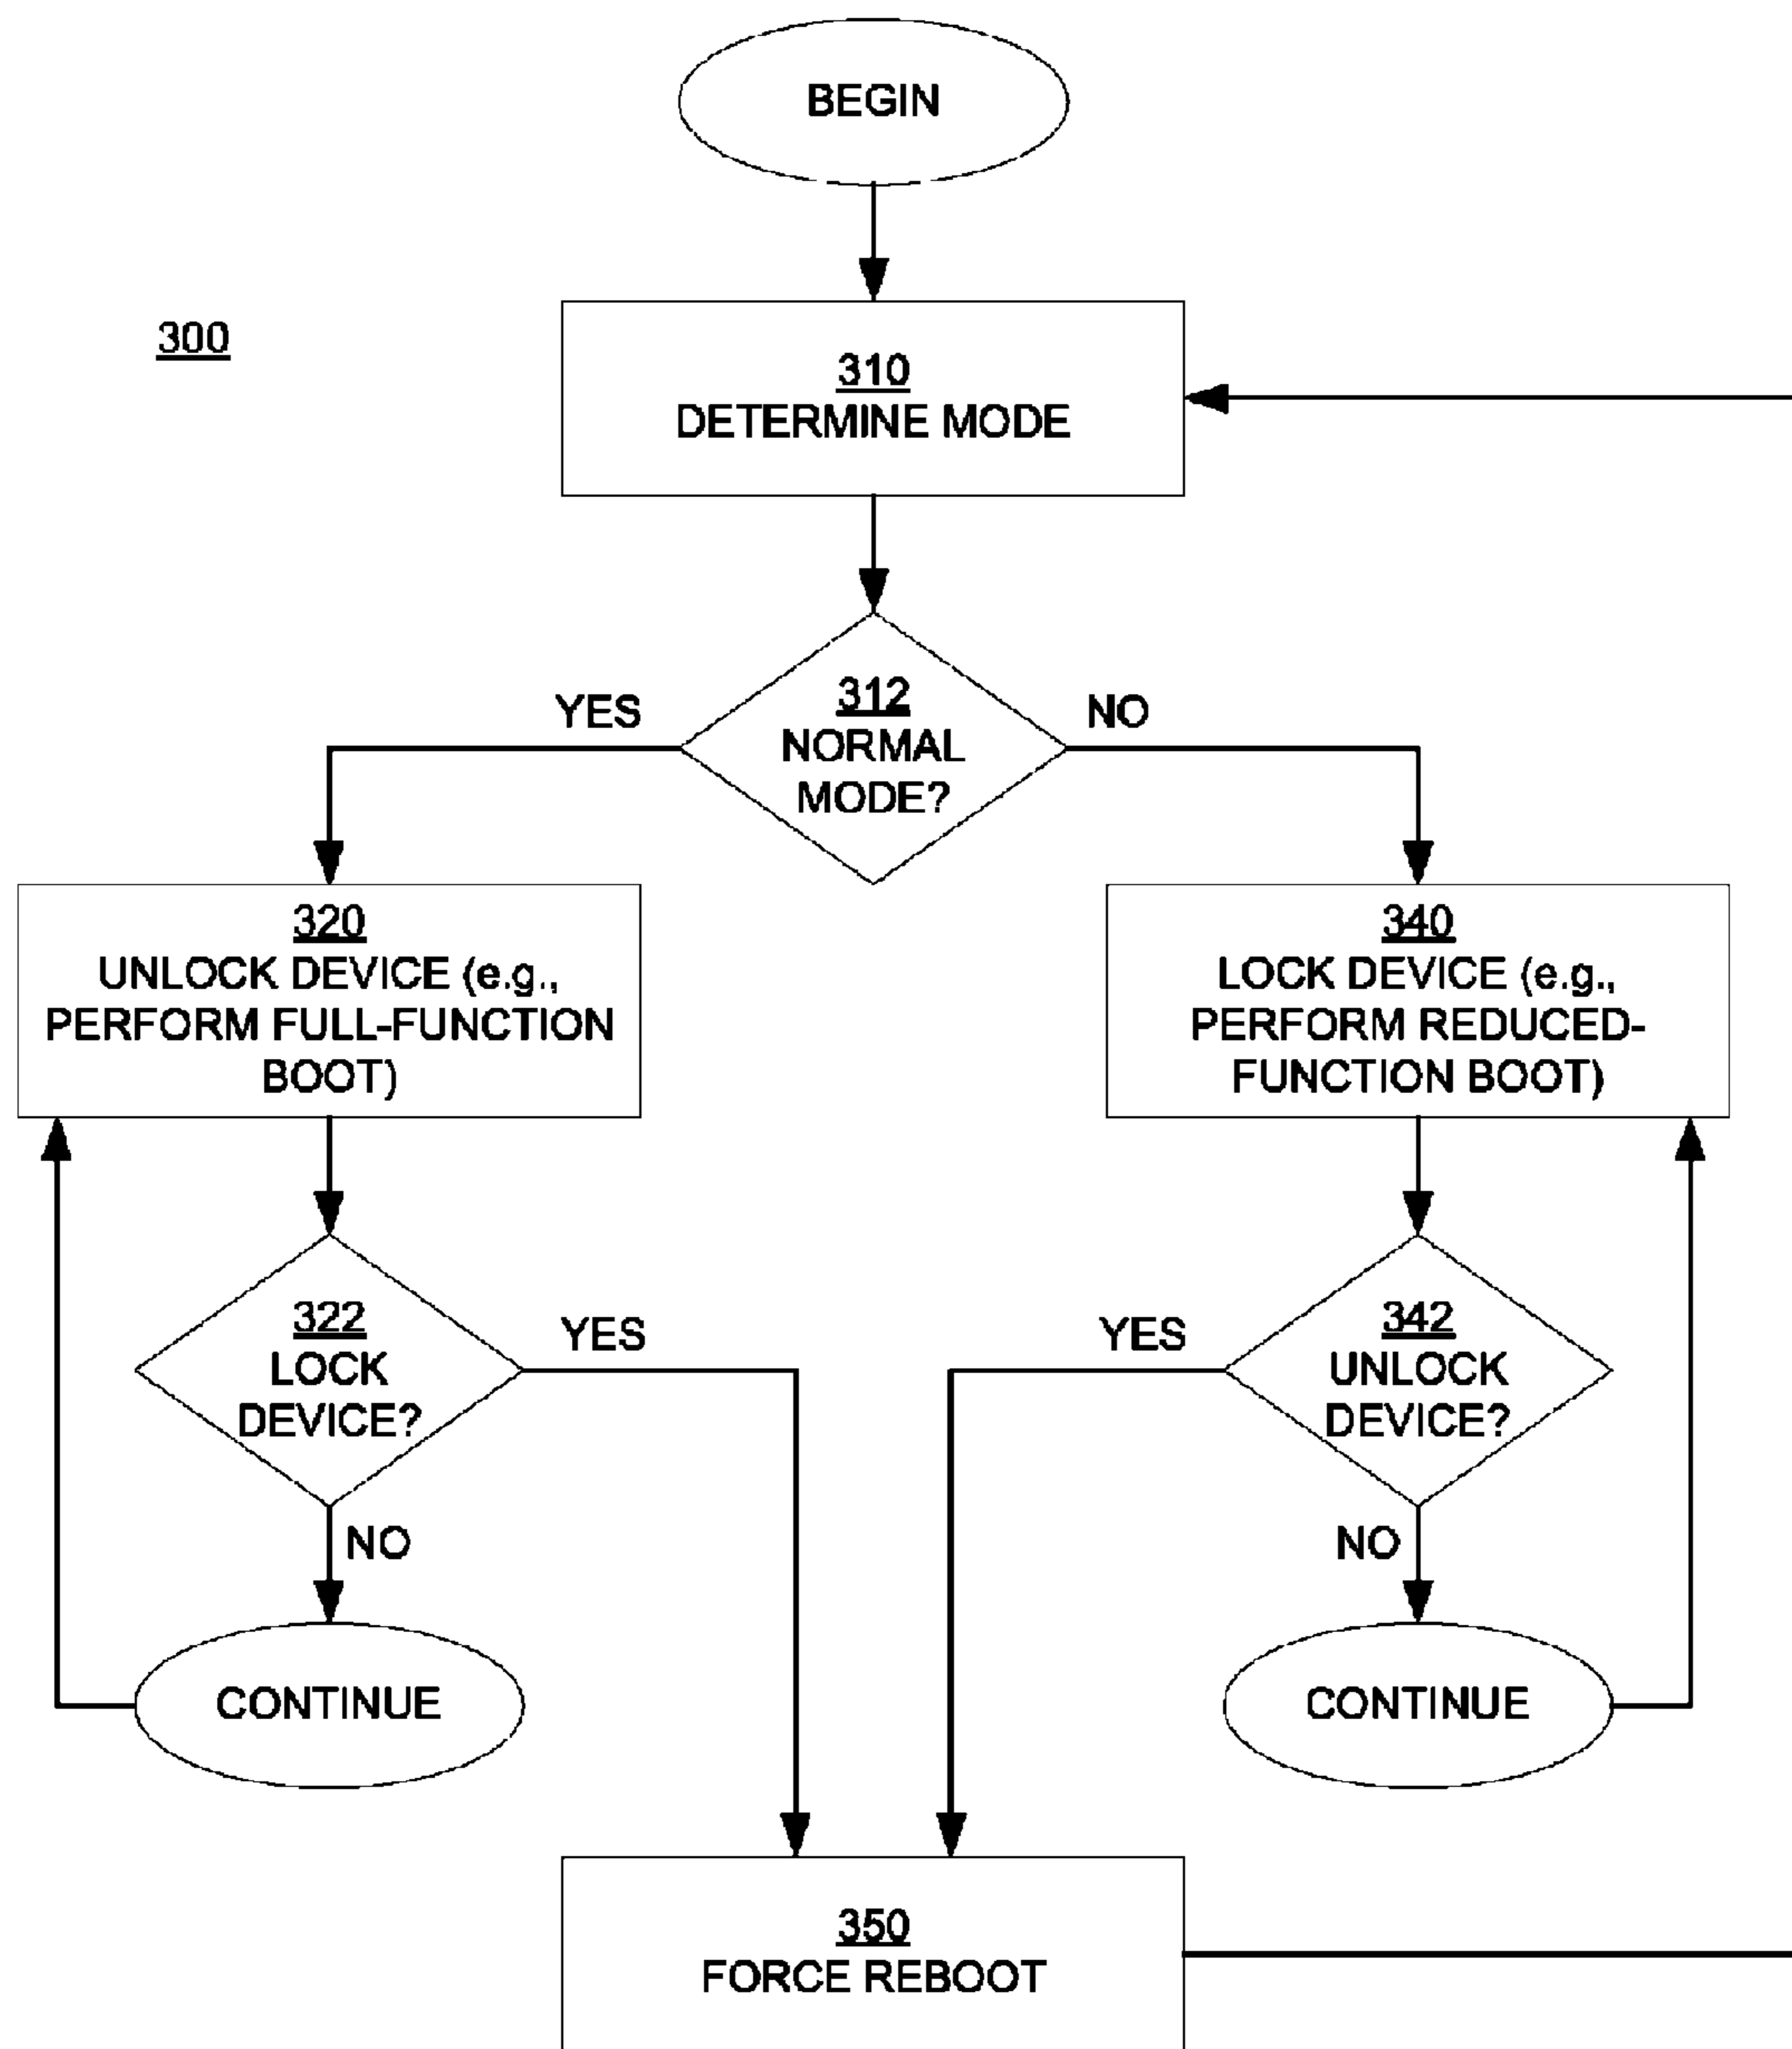 BEGIN
300
310
DETERMINE MODE
312
NORMAL
MODE?
YES
NO
320
UNLOCK DEVICE (e.g.,
PERFORM FULL-FUNCTION
BOOT)
340
LOCK DEVICE (e.g.,
PERFORM REDUCED-
FUNCTION BOOT)
322
LOCK
DEVICE?
YES
YES
342
UNLOCK
DEVICE?
NO
NO
CONTINUE
CONTINUE
350
FORCE REBOOT